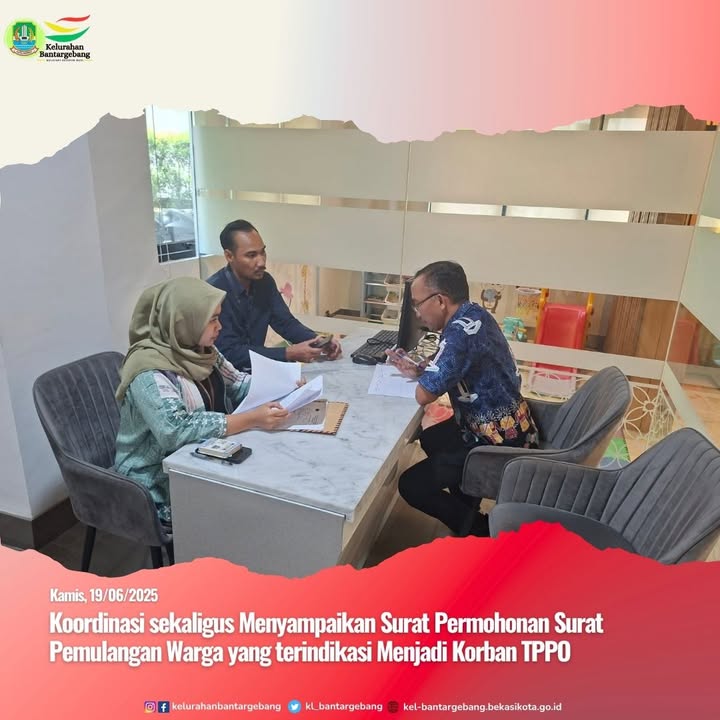 Kelurahan
Bantargebang
Kamis, 19/06/2025
Koordinasi sekaligus Menyampaikan Surat Permohonan Surat
Pemulangan Warga yang terindikasi Menjadi Korban TPPO
kelurahanbantargebang kl_bantargebang kel-bantargebang.bekasikota.go.id